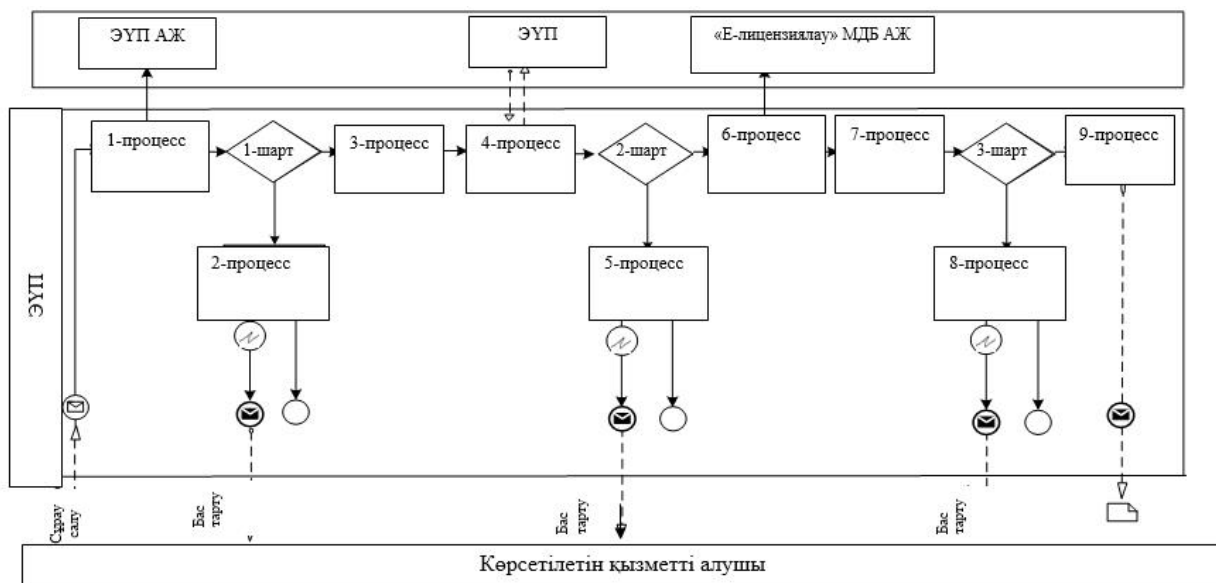 ЭҮП АЖ
ЭҮП
«Е-лицензиялау» МДБ АЖ
ЭҮП
1-процесс
1-шарт
3-процесс
4-процесс
2-шарт
6-процесс
7-процесс
3-шарт
9-процесс
2-процесс
5-процесс
8-процесс
Сұрау
салу
Бас
тарту
Бас
тарту
Бас
тарту
Көрсетілетін қызметті алушы